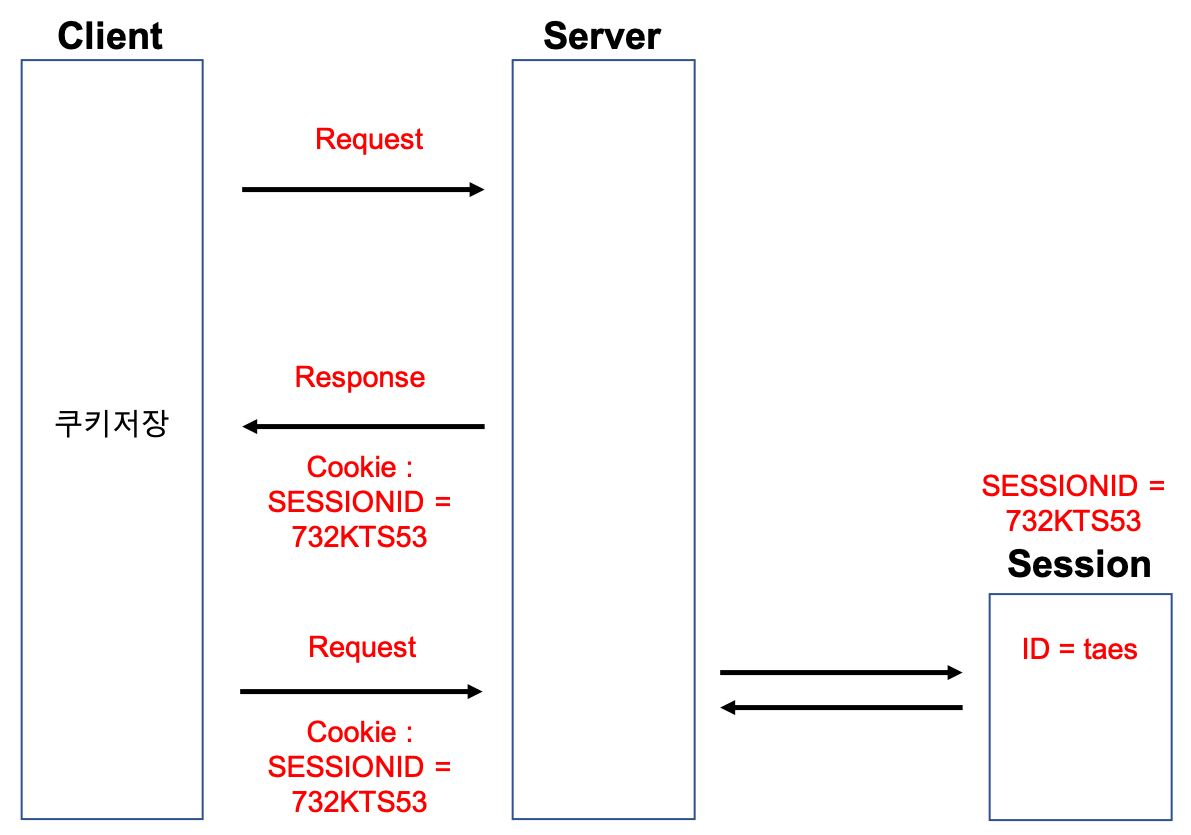 Client
Server
Request
Response
쿠키저장
Cookie :
SESSIONID =
732KTS53
SESSIONID =
732KTS53
Session
Request
ID = taes
Cookie :
SESSIONID =
732KTS53